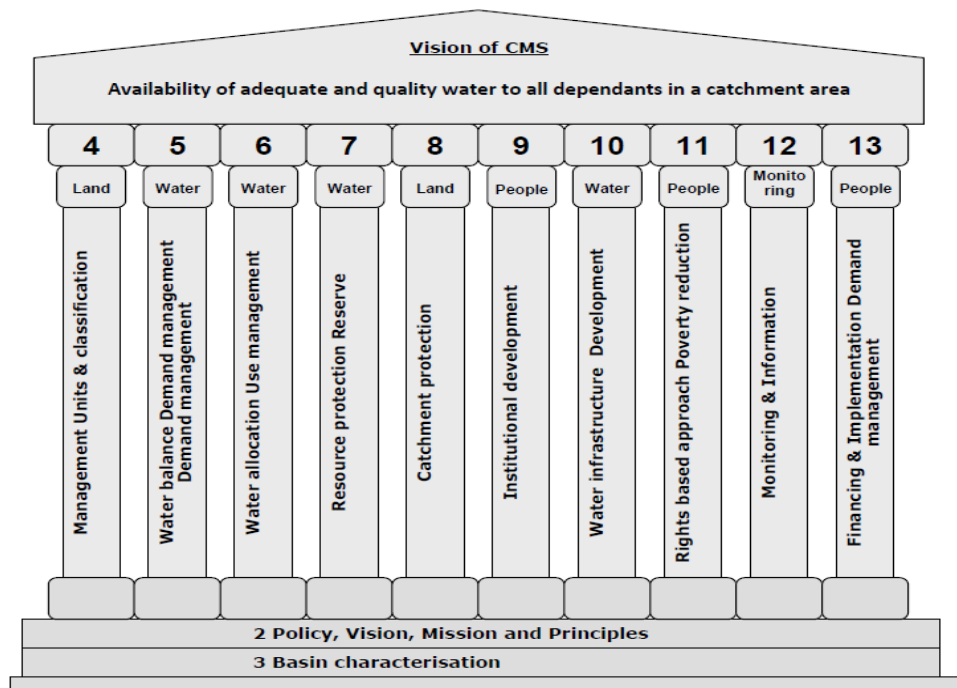 Vision of CMS
Availability of adequate and quality water to all dependants in a catchment area
4 5 6 7 8 9 10 11 12 13
Land
Water
Water
Water
Land
People
Water
People
Monito
ring
People
Management Units & classification
Water balance Demand management
Demand management
Water allocation Use management
Resource protection Reserve
Catchment protection
Institutional development
Water infrastructure Development
Rights based approach Poverty reduction
Monitoring & Information
Financing & Implementation Demand
management
2 Policy, Vision, Mission and Principles
3 Basin characterisation